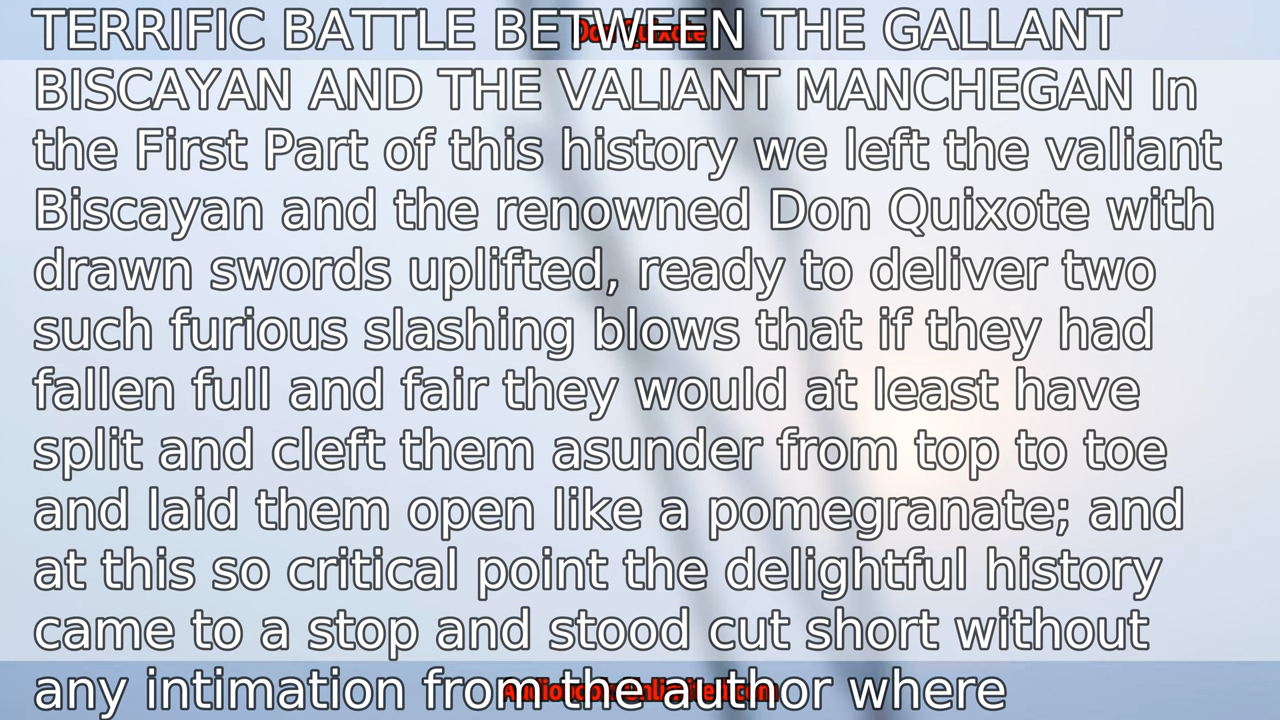 TERRIFIC BATTLE BETWEEN THE GALLANT
Don Quixote
BISCAYAN AND THE VALIANT MANCHEGAN In
the First Part of this history we left the valiant
Biscayan and the renowned Don Quixote with
drawn swords uplifted, ready to deliver two
such furious slashing blows that if they had
fallen full and fair they would at least have
split and cleft them asunder from top to toe
and laid them open like a pomegranate; and
at this so critical point the delightful history
came to a stop and stood cut short without
any intimation from the author where